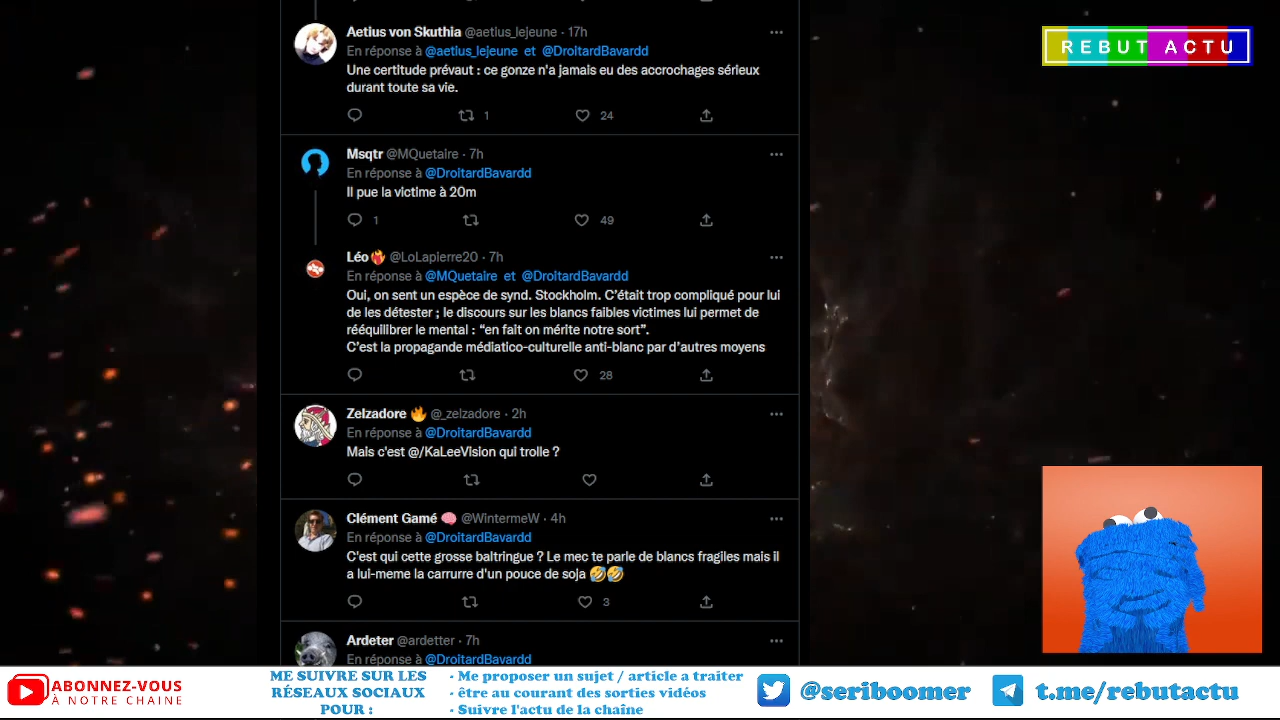 REBUT ACTU
Aetius von Skuthia @aetius_lejeune · 17h
En réponse à @aetius_lejeune et @DroitardBavardd
Une certitude prévaut : ce gonze n'a jamais eu des accrochages sérieux
durant toute sa vie.
1 24
Msqtr @MQuetaire · 7h
En réponse à @DroitardBavardd
Il pue la victime à 20m
1 49
Léo @LoLapierre20 · 7h
En réponse à @MQuetaire et @DroitardBavardd
Oui, on sent un espèce de synd. Stockholm. C'était trop compliqué pour lui
de les détester ; le discours sur les blancs faibles victimes lui permet de
rééquilibrer le mental : “en fait on mérite notre sort”.
C'est la propagande médiatico-culturelle anti-blanc par d'autres moyens
28
Zelzadore 🔥 @_zelzadore · 2h
En réponse à @DroitardBavardd
Mais c'est @/KaLeeVision qui trolle ?
Clément Gamé 🧠 @WintermeW · 4h
En réponse à @DroitardBavardd
C'est qui cette grosse baltringue ? Le mec te parle de blancs fragiles mais il
a lui-meme la carrurre d'un pouce de soja 🤣🤣
3
Ardeter @ardetter · 7h
En réponse à @DroitardBavardd
ABONNEZ-VOUS
À NOTRE CHAINE
ME SUIVRE SUR LES
RÉSEAUX SOCIAUX
POUR :
- Me proposer un sujet / article a traiter
- être au courant des sorties vidéos
- Suivre l'actu de la chaîne
@seriboomer
t.me/rebutactu